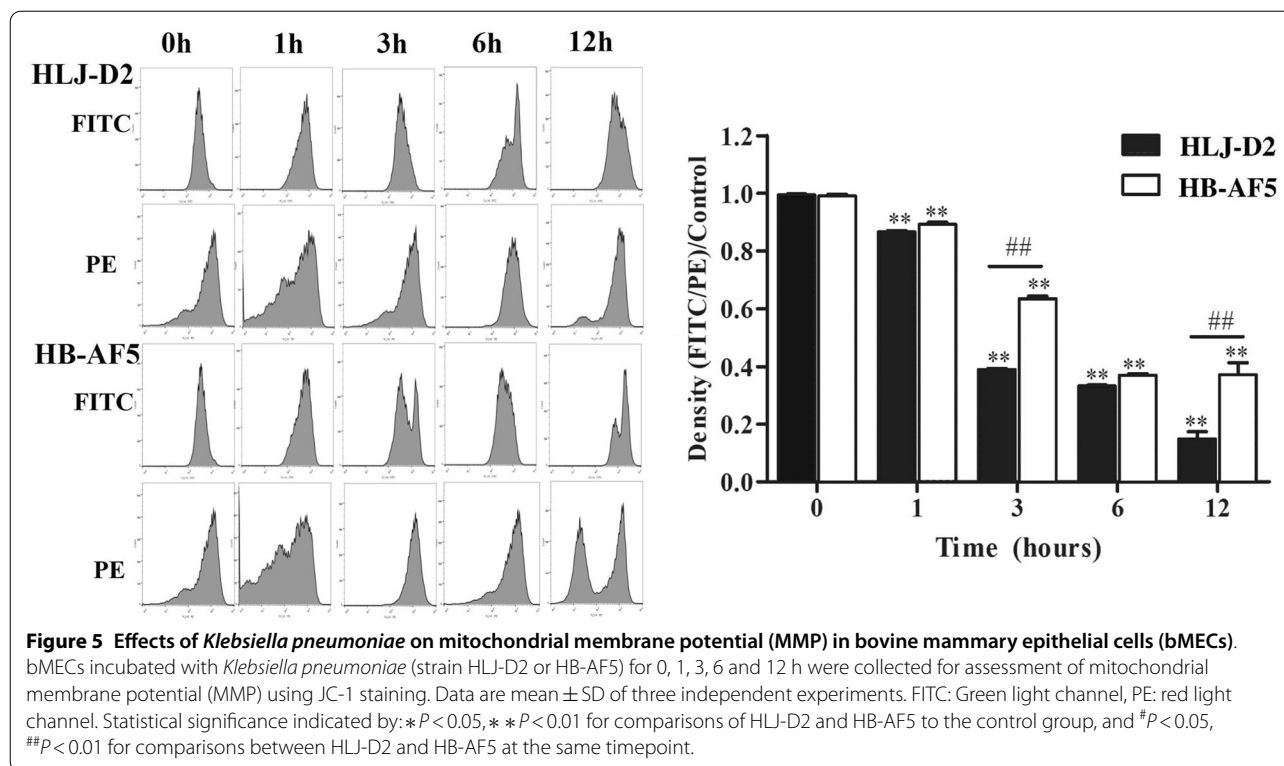 0h 1h 3h 6h 12h
HLJ-D2
FITC
PE
HB-AF5
FITC
PE
1.2
1.0
0.8
0.6
0.4
0.2
0.0
Density (FITC/PE)/Control
HLJ-D2
HB-AF5
** **
##
**
**
** **
##
**
**
0 1 3 6 12
Time (hours)
Figure 5 Effects of Klebsiella pneumoniae on mitochondrial membrane potential (MMP) in bovine mammary epithelial cells (bMECs).
bMECs incubated with Klebsiella pneumoniae (strain HLJ-D2 or HB-AF5) for 0, 1, 3, 6 and 12 h were collected for assessment of mitochondrial
membrane potential (MMP) using JC-1 staining. Data are mean ± SD of three independent experiments. FITC: Green light channel, PE: red light
channel. Statistical significance indicated by: ∗ P < 0.05, ∗ ∗ P < 0.01 for comparisons of HLJ-D2 and HB-AF5 to the control group, and #P < 0.05,
##P < 0.01 for comparisons between HLJ-D2 and HB-AF5 at the same timepoint.